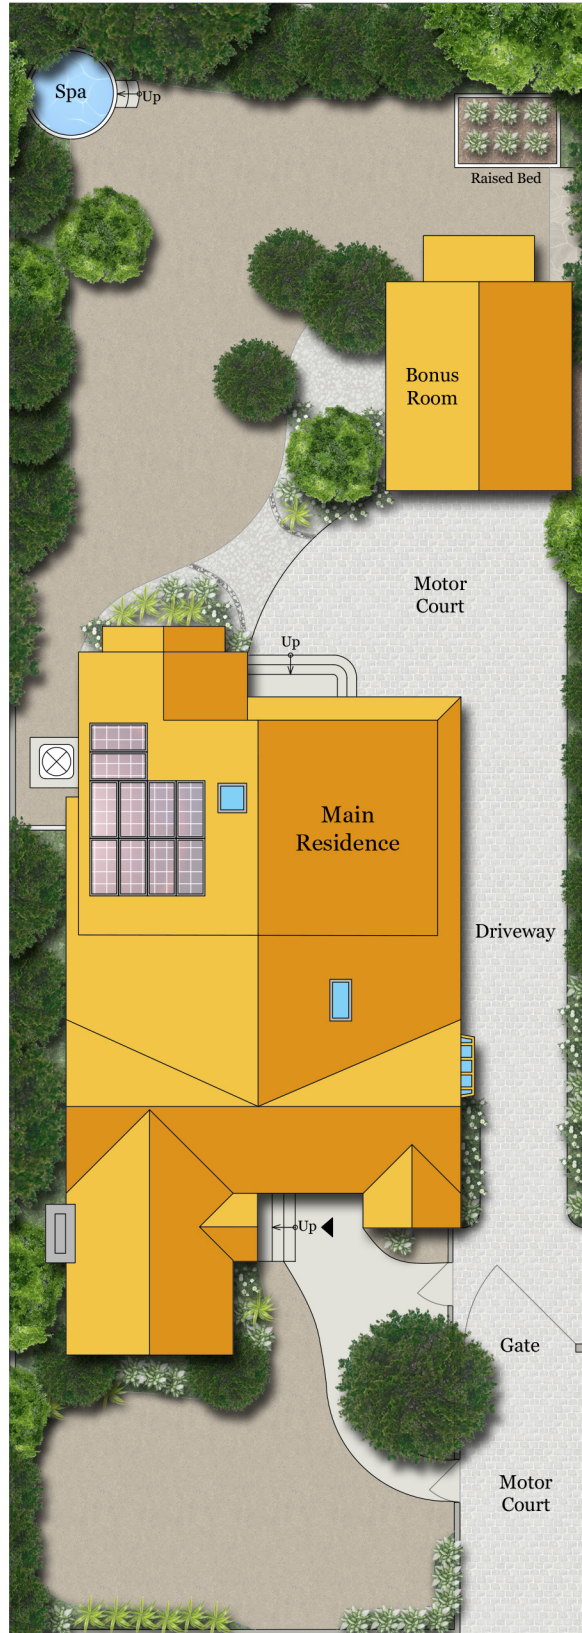 Spa
Up
Raised Bed
Bonus
Room
Motor
Court
Up
Main
Residence
Driveway
Up
Gate
Motor
Court